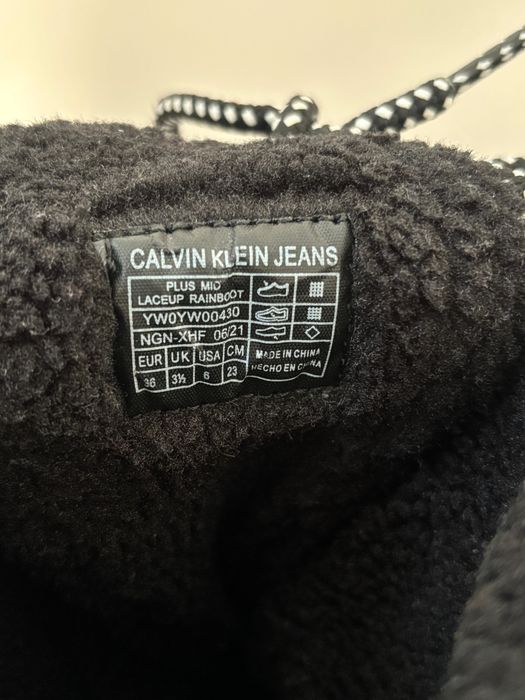 CALVIN KLEIN JEANS
PLUS MID
LACEUP RAINBOOT
YW0YW00430
NGN-XHF 06/21
EUR UK USA CM
36 3½ 6 23
MADE IN CHINA
HECHO EN CHINA